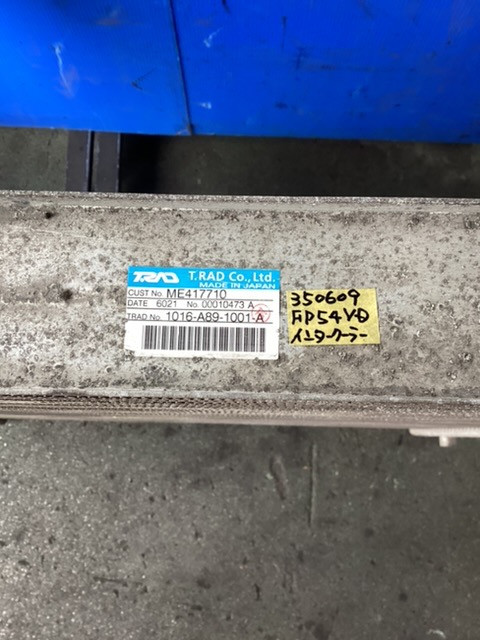 TRAD T.RAD Co., Ltd.
MADE IN JAPAN
CUST No. ME417710
DATE 6021 No. 00010473 A
TRAD No. 1016-A89-1001-A
350609
FP54VD
インタークーラー